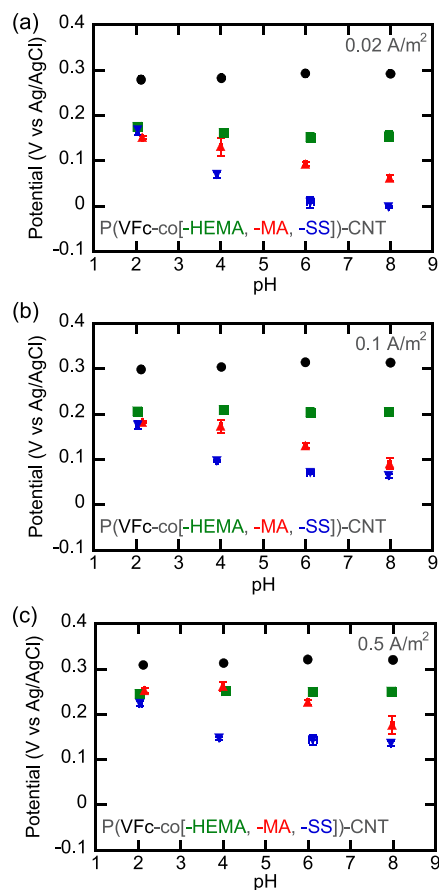 (a)
0.4
0.02 A/m²
0.3
0.2
0.1
0
-0.1
Potential (V vs Ag/AgCl)
P(VFc-co[-HEMA, -MA, -SS])-CNT
1 2 3 4 5 6 7 8 9
pH
(b)
0.4
0.1 A/m²
0.3
0.2
0.1
0
-0.1
Potential (V vs Ag/AgCl)
P(VFc-co[-HEMA, -MA, -SS])-CNT
1 2 3 4 5 6 7 8 9
pH
(c)
0.4
0.5 A/m²
0.3
0.2
0.1
0
-0.1
Potential (V vs Ag/AgCl)
P(VFc-co[-HEMA, -MA, -SS])-CNT
1 2 3 4 5 6 7 8 9
pH